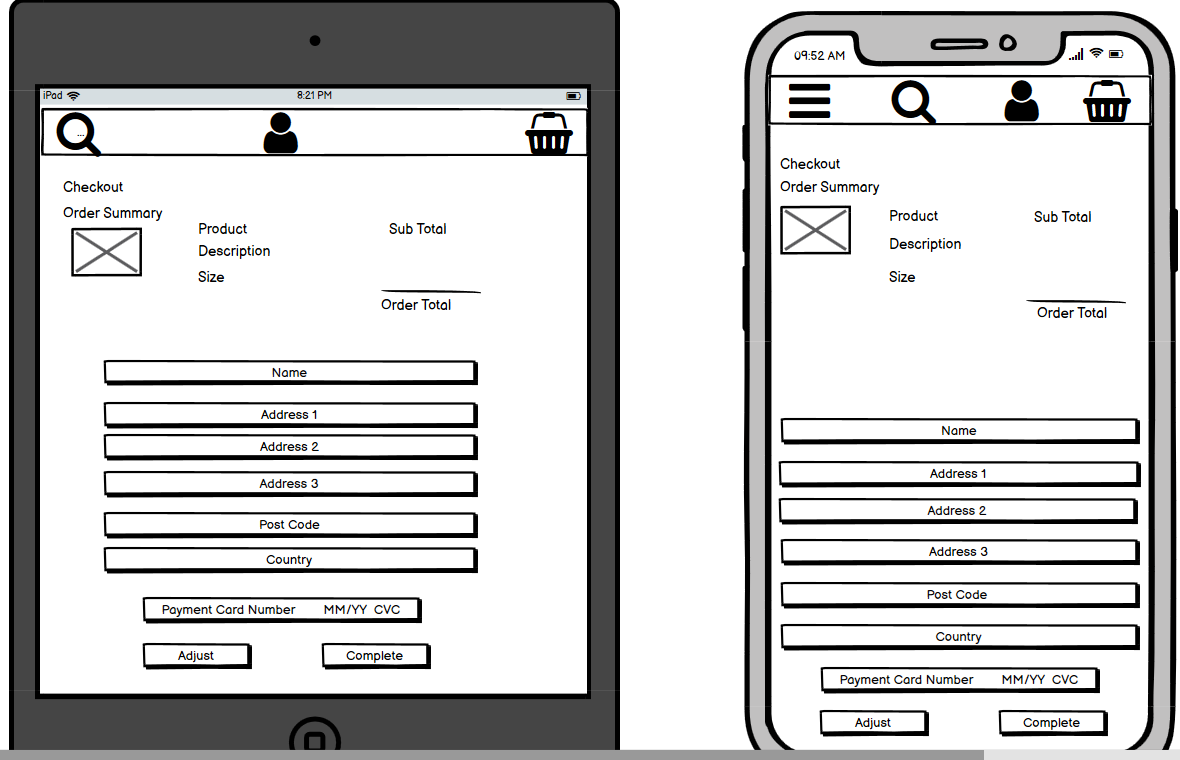 iPad
8:21 PM
...
Checkout
Order Summary
Product
Sub Total
Description
Size
Order Total
Name
Address 1
Address 2
Address 3
Post Code
Country
Payment Card Number MM/YY CVC
Adjust
Complete
09:52 AM
Checkout
Order Summary
Product
Sub Total
Description
Size
Order Total
Name
Address 1
Address 2
Address 3
Post Code
Country
Payment Card Number MM/YY CVC
Adjust
Complete